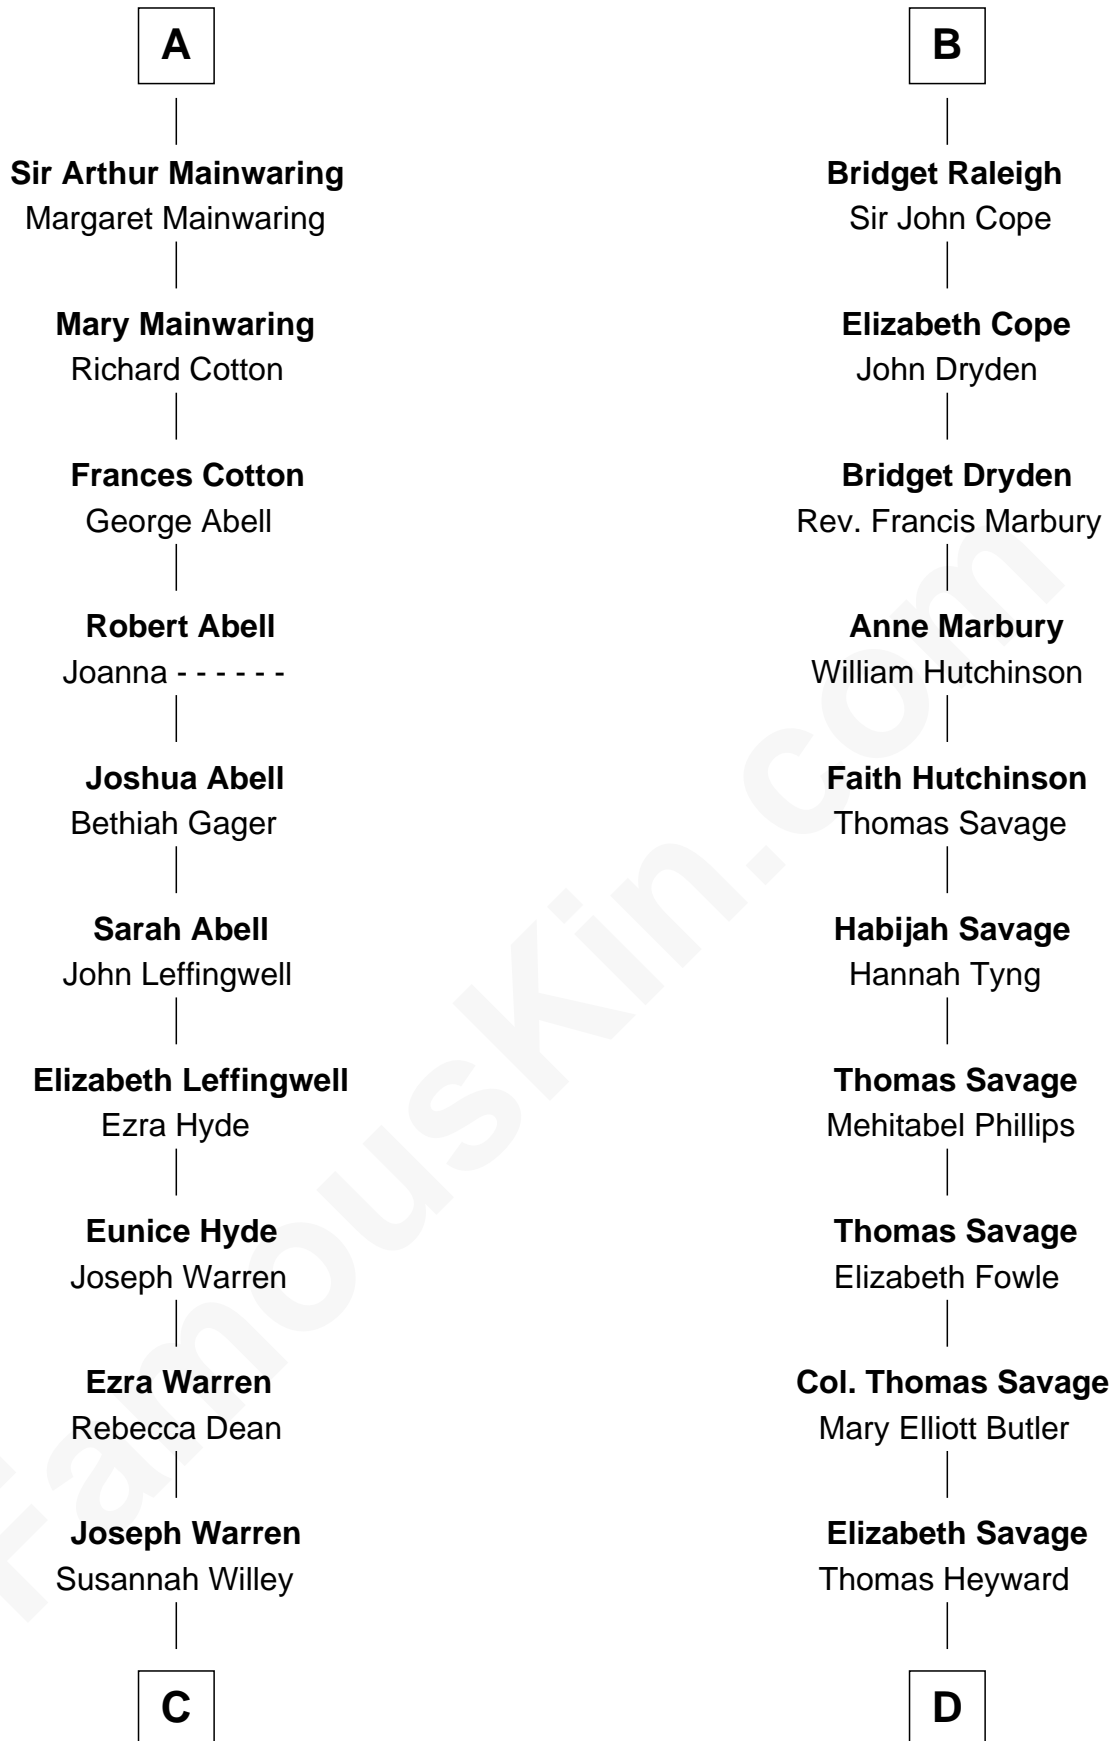 A
Sir Arthur Mainwaring
Margaret Mainwaring
Mary Mainwaring
Richard Cotton
Frances Cotton
George Abell
Robert Abell
Joanna - - - - - -
Joshua Abell
Bethiah Gager
Sarah Abell
John Leffingwell
Elizabeth Leffingwell
Ezra Hyde
Eunice Hyde
Joseph Warren
Ezra Warren
Rebecca Dean
Joseph Warren
Susannah Willey
C
B
Bridget Raleigh
Sir John Cope
Elizabeth Cope
John Dryden
Bridget Dryden
Rev. Francis Marbury
Anne Marbury
William Hutchinson
Faith Hutchinson
Thomas Savage
Habijah Savage
Hannah Tyng
Thomas Savage
Mehitabel Phillips
Thomas Savage
Elizabeth Fowle
Col. Thomas Savage
Mary Elliott Butler
Elizabeth Savage
Thomas Heyward
D
FamousKin.com